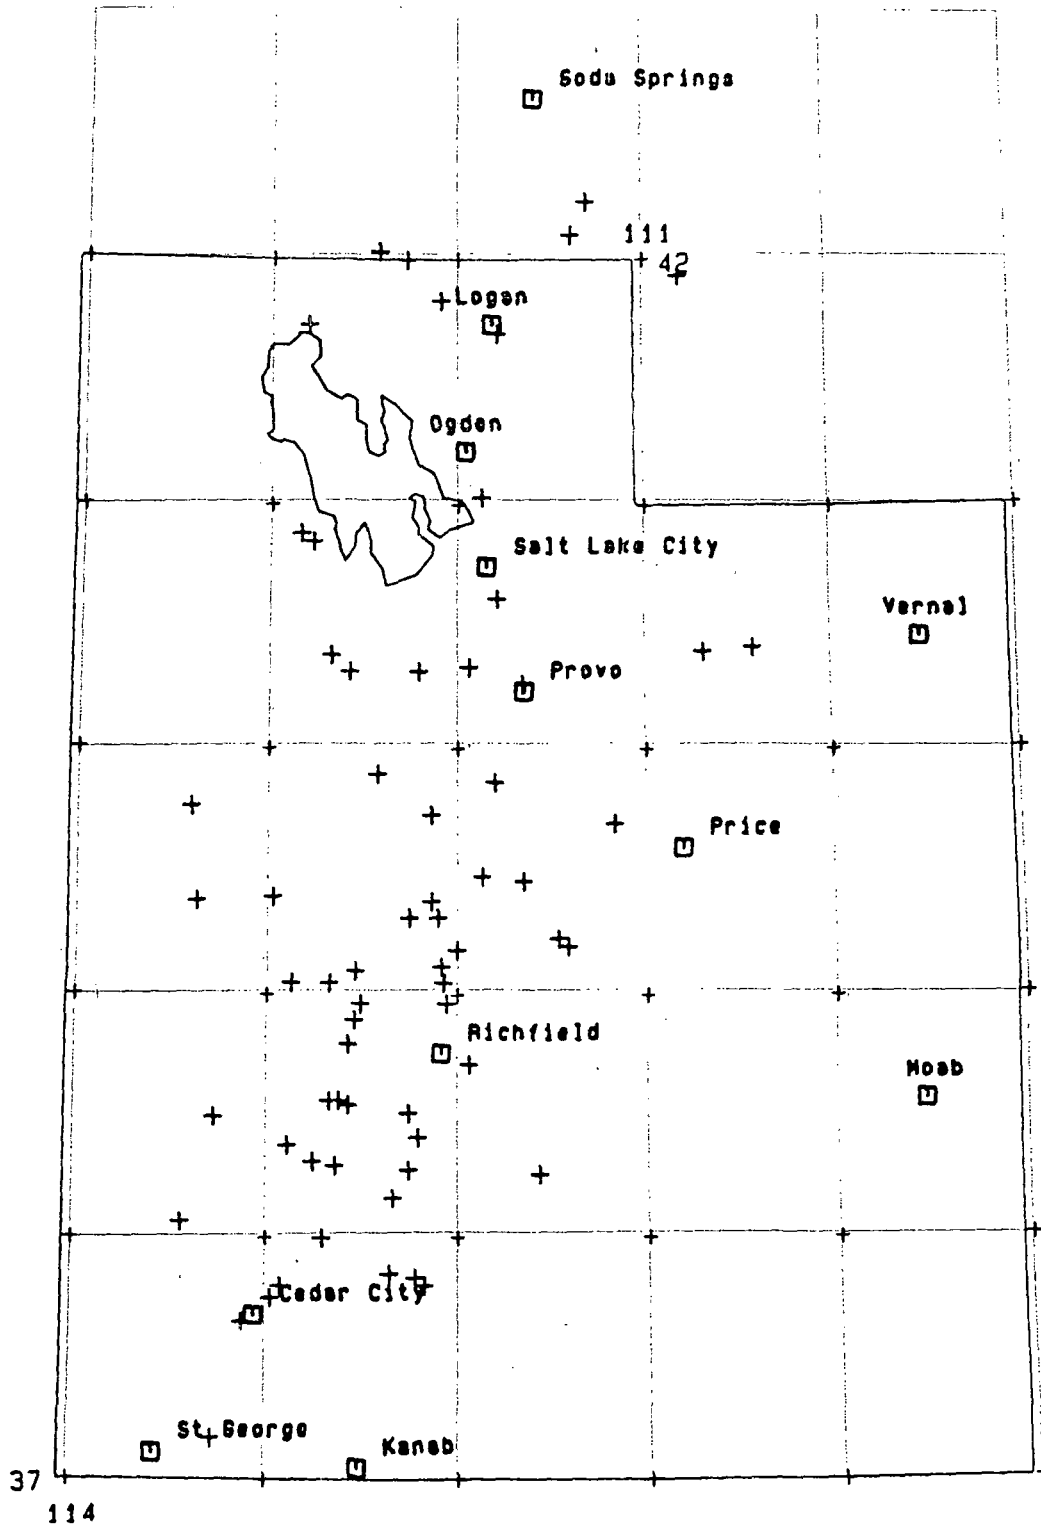 Soda Springs
111
42
Logan
Ogden
Salt Lake City
Vernal
Provo
Price
Richfield
Moab
Cedar City
St George
Kanab
37
114